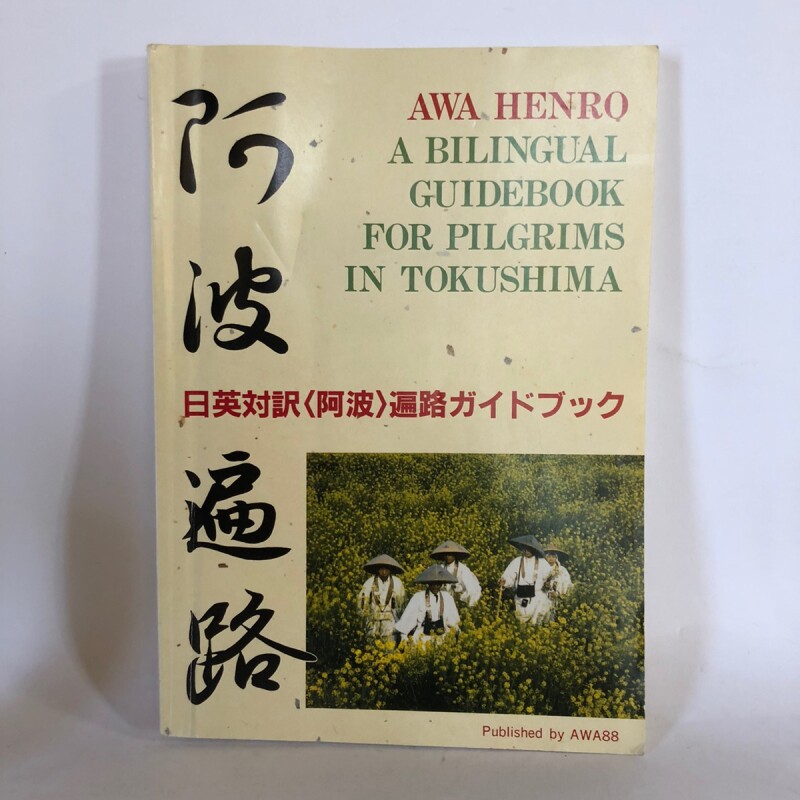 阿波遍路
AWA HENRO
A BILINGUAL
GUIDEBOOK
FOR PILGRIMS
IN TOKUSHIMA
日英対訳〈阿波〉遍路ガイドブック
Published by AWA88